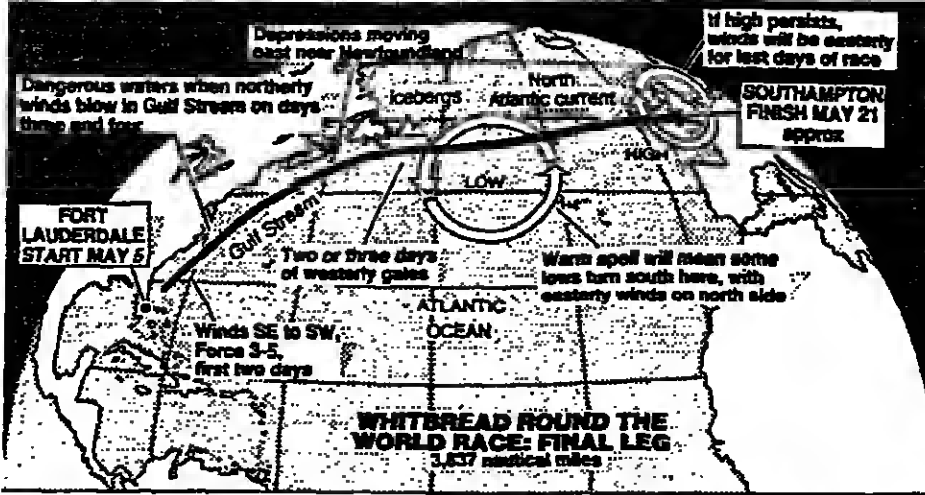 Depressions moving
east near Newfoundland
If high persists,
winds will be easterly
for last days of race
Dangerous waters when northerly
winds blow in Gulf Stream on days
three and four
Icebergs
North
Atlantic current
SOUTHAMPTON
FINISH MAY 21
approx
HIGH
LOW
FORT
LAUDERDALE
START MAY 5
Gulf Stream
Two or three days
of westerly gales
Warm spell will mean some
lows turn south here, with
easterly winds on north side
Winds SE to SW,
Force 3-5,
first two days
ATLANTIC
OCEAN
WHITBREAD ROUND THE
WORLD RACE: FINAL LEG
3,837 nautical miles